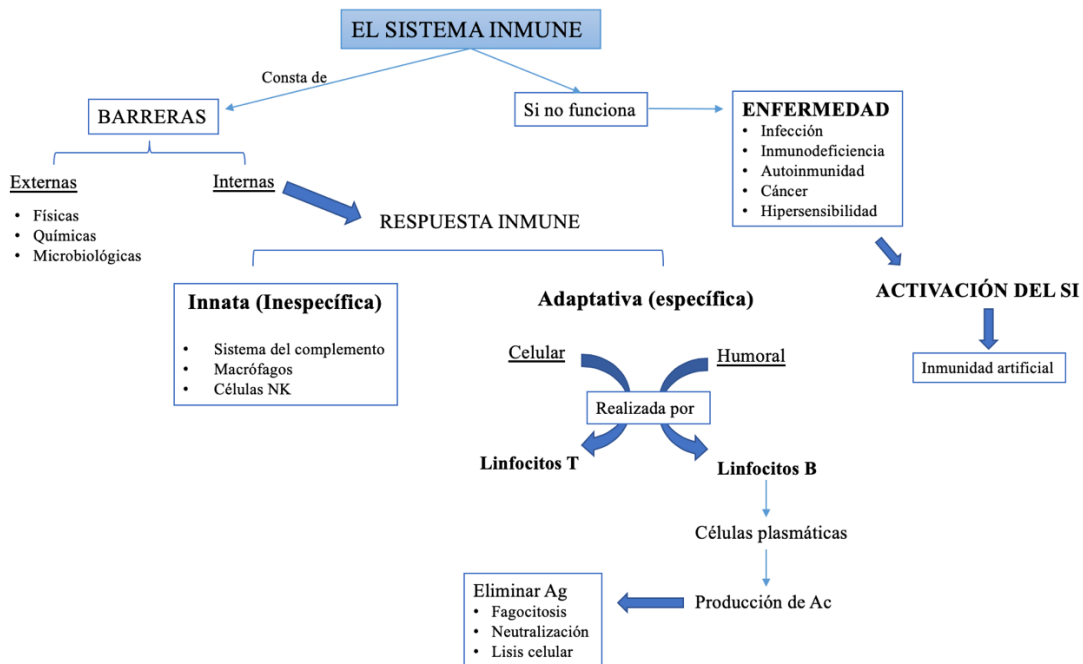 EL SISTEMA INMUNE
Consta de
BARRERAS
Si no funciona
ENFERMEDAD
• Infección
• Inmunodeficiencia
• Autoinmunidad
• Cáncer
• Hipersensibilidad
Externas
• Físicas
• Químicas
• Microbiológicas
Internas
RESPUESTA INMUNE
ACTIVACIÓN DEL SI
Inmunidad artificial
Innata (Inespecífica)
• Sistema del complemento
• Macrófagos
• Células NK
Adaptativa (específica)
Celular
Humoral
Realizada por
Linfocitos T
Linfocitos B
Células plasmáticas
Producción de Ac
Eliminar Ag
• Fagocitosis
• Neutralización
• Lisis celular